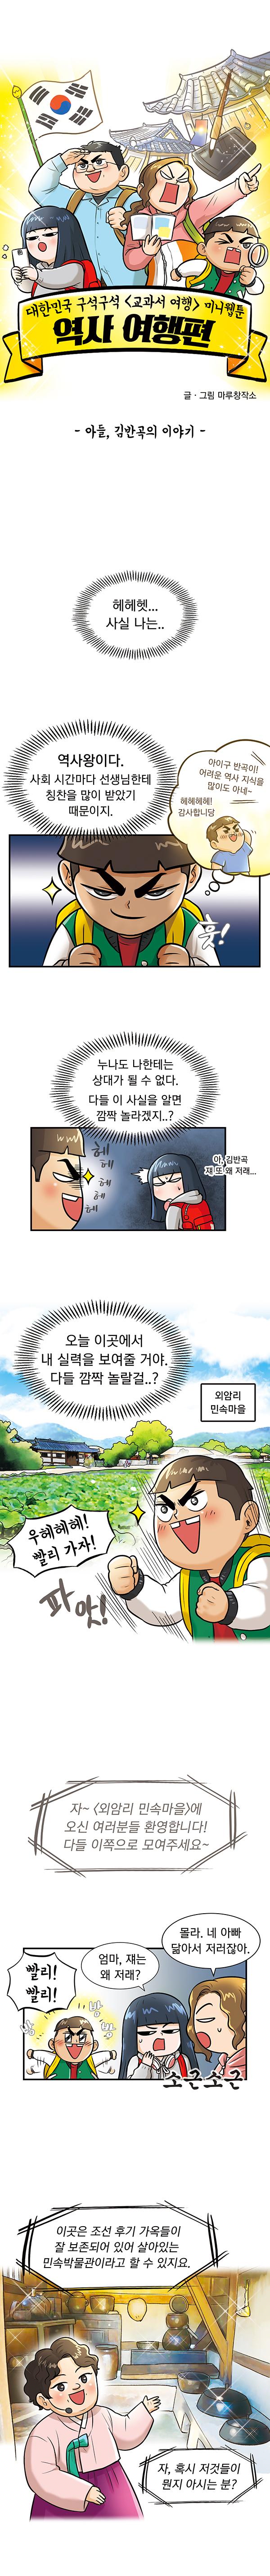 대한민국 구석구석 <교과서 여행> 미니웹툰
역사 여행편
글 · 그림 마루창작소
- 아들, 김반곡의 이야기 -
헤헤헷...
사실 나는..
역사왕이다.
사회 시간마다 선생님한테
칭찬을 많이 받았기
때문이지.
아이구 반곡이!
어려운 역사 지식을
많이도 아네~
헤헤헤헤!
감사합니당
훗!
누구도 나한테는
상대가 될 수 없다.
다들 이 사실을 알면
깜짝 놀라겠지..?
헤
헤
헤
헤
헤
아, 김반곡
쟤 또 왜 저래...
오늘 이곳에서
내 실력을 보여줄 거야.
다들 깜짝 놀랄걸..?
외암리
민속마을
우헤헤헤!
빨리 가자!
파
앗!
자~ <외암리 민속마을>에
오신 여러분들 환영합니다!
다들 이쪽으로 모여주세요~
몰라. 네 아빠
닮아서 저러잖아.
엄마, 쟤는
왜 저래?
빨리!
빨리!
방
방
방
소근소근
이곳은 조선 후기 가옥들이
잘 보존되어 있어 살아있는
민속박물관이라고 할 수 있지요.
자, 혹시 저것들이
뭔지 아시는 분?